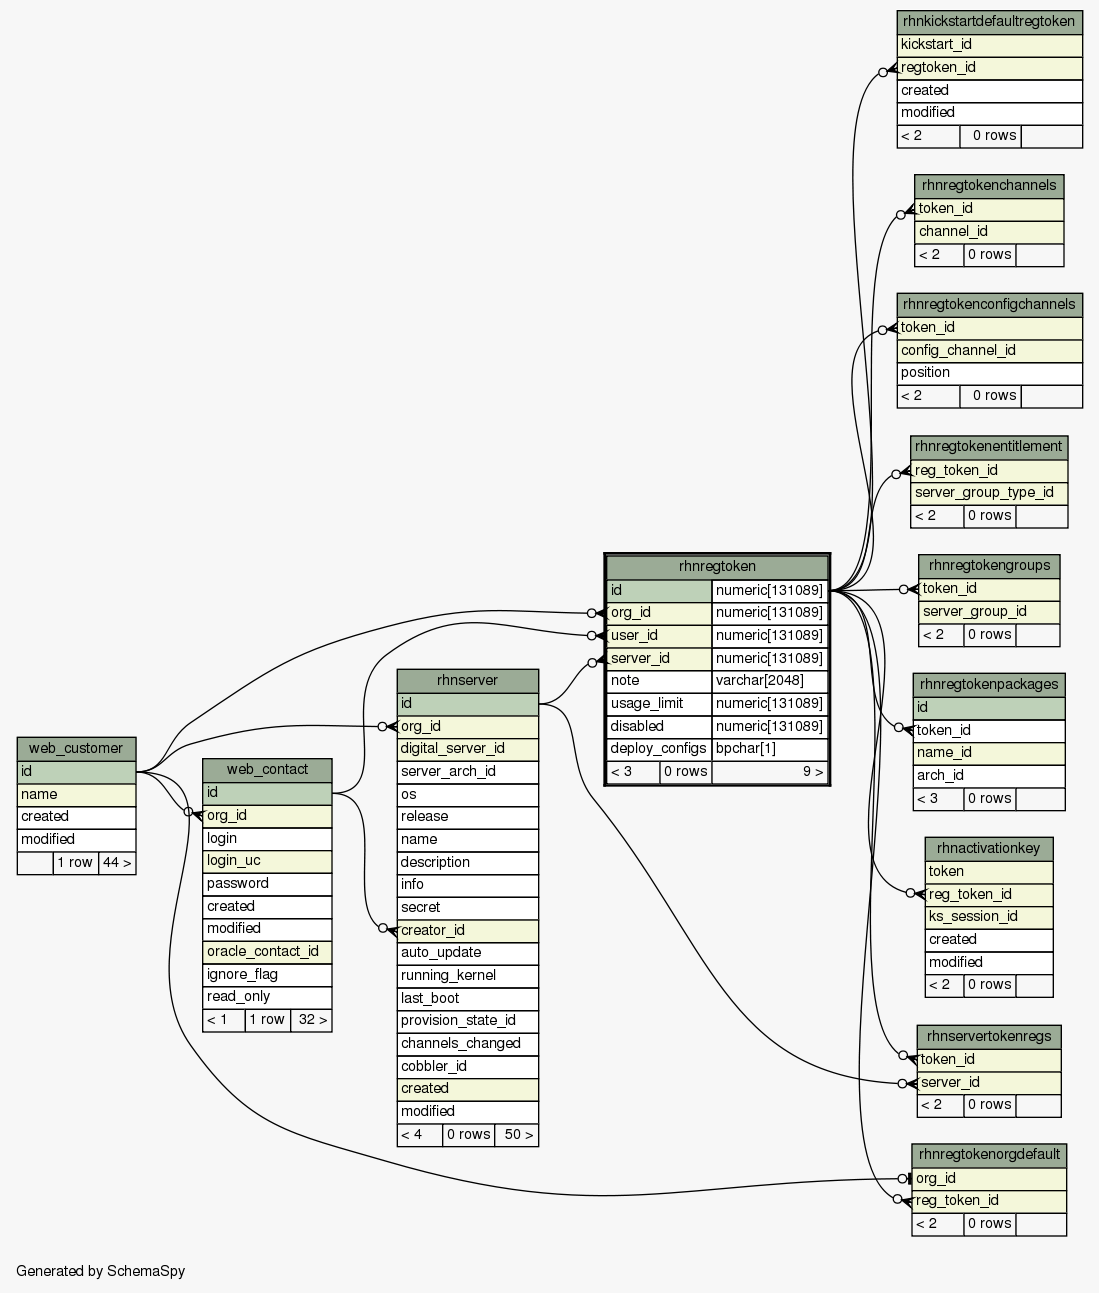 rhnkickstartdefaultregtoken
kickstart_id
regtoken_id
created
modified
< 2 0 rows
rhnregtokenchannels
token_id
channel_id
< 2 0 rows
rhnregtokenconfigchannels
token_id
config_channel_id
position
< 2 0 rows
rhnregtokenentitlement
reg_token_id
server_group_type_id
< 2 0 rows
rhnregtokengroups
token_id
server_group_id
< 2 0 rows
rhnregtoken
id numeric[131089]
org_id numeric[131089]
user_id numeric[131089]
server_id numeric[131089]
note varchar[2048]
usage_limit numeric[131089]
disabled numeric[131089]
deploy_configs bpchar[1]
< 3 0 rows 9 >
rhnregtokenpackages
id
token_id
name_id
arch_id
< 3 0 rows
rhnserver
id
org_id
digital_server_id
server_arch_id
os
release
name
description
info
secret
creator_id
auto_update
running_kernel
last_boot
provision_state_id
channels_changed
cobbler_id
created
modified
< 4 0 rows 50 >
web_customer
id
name
created
modified
1 row 44 >
web_contact
id
org_id
login
login_uc
password
created
modified
oracle_contact_id
ignore_flag
read_only
< 1 1 row 32 >
rhnactivationkey
token
reg_token_id
ks_session_id
created
modified
< 2 0 rows
rhnservertokenregs
token_id
server_id
< 2 0 rows
rhnregtokenorgdefault
org_id
reg_token_id
< 2 0 rows
Generated by SchemaSpy